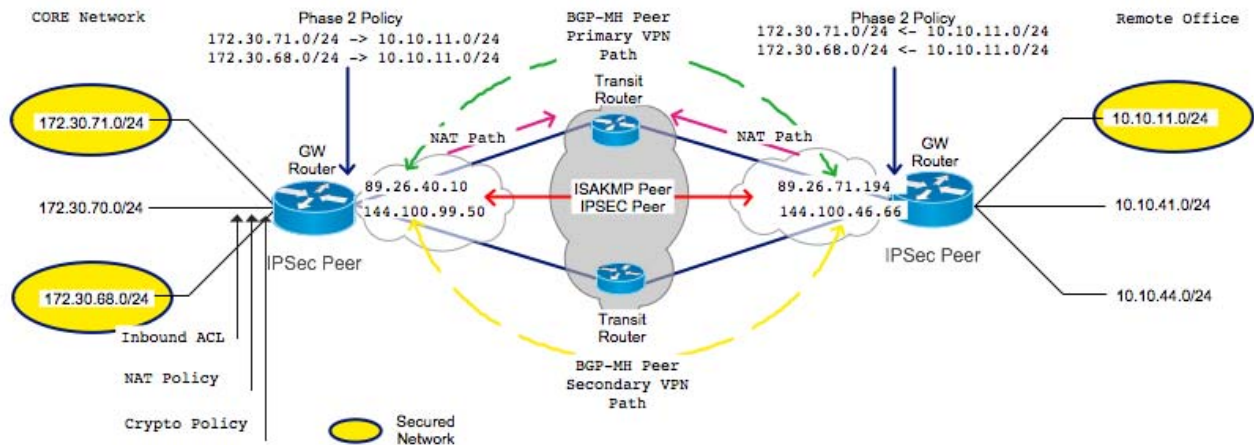 CORE Network
Phase 2 Policy
172.30.71.0/24 -> 10.10.11.0/24
172.30.68.0/24 -> 10.10.11.0/24
BGP-MH Peer
Primary VPN
Path
Phase 2 Policy
172.30.71.0/24 <- 10.10.11.0/24
172.30.68.0/24 <- 10.10.11.0/24
Remote Office
Transit
Router
172.30.71.0/24
GW
Router
NAT Path
NAT Path
GW
Router
10.10.11.0/24
89.26.40.10
144.100.99.50
ISAKMP Peer
IPSEC Peer
89.26.71.194
144.100.46.66
172.30.70.0/24
10.10.41.0/24
IPSec Peer
IPSec Peer
172.30.68.0/24
10.10.44.0/24
Transit
Router
Inbound ACL
NAT Policy
Crypto Policy
BGP-MH Peer
Secondary VPN
Path
Secured
Network